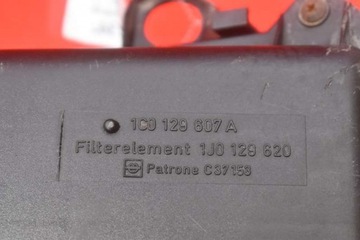 1C0 129 607 A
Filterelement 1J0 129 620
Patrone C37153